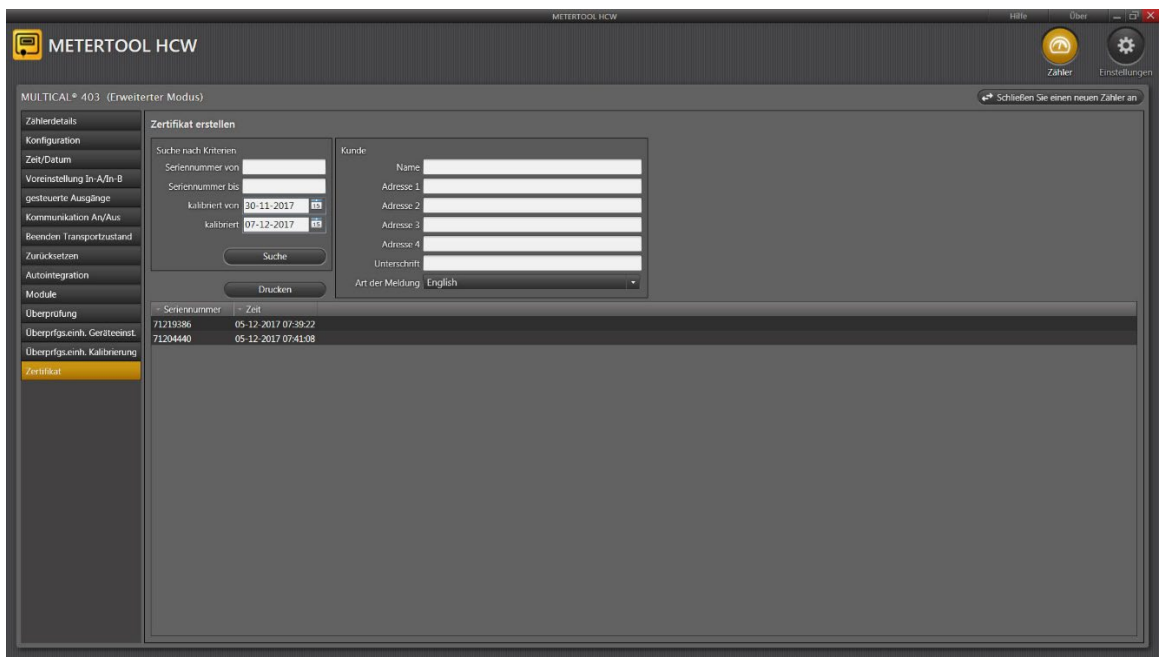 METERTOOL HCW
Hilfe
Über
METERTOOL HCW
Zähler
Einstellungen
MULTICAL® 403 (Erweiterter Modus)
Schließen Sie einen neuen Zähler an
Zählerdetails
Konfiguration
Zeit/Datum
Voreinstellung In-A/In-B
gesteuerte Ausgänge
Kommunikation An/Aus
Beenden Transportzustand
Zurücksetzen
Autointegration
Module
Überprüfung
Überprfgs.einh. Geräteeinst.
Überprfgs.einh. Kalibrierung
Zertifikat
Zertifikat erstellen
Suche nach Kriterien
Seriennummer von
Seriennummer bis
kalibriert von 30-11-2017 15
kalibriert 07-12-2017 15
Suche
Drucken
Kunde
Name
Adresse 1
Adresse 2
Adresse 3
Adresse 4
Unterschrift
Art der Meldung English
Seriennummer Zeit
71219386 05-12-2017 07:39:22
71204440 05-12-2017 07:41:08